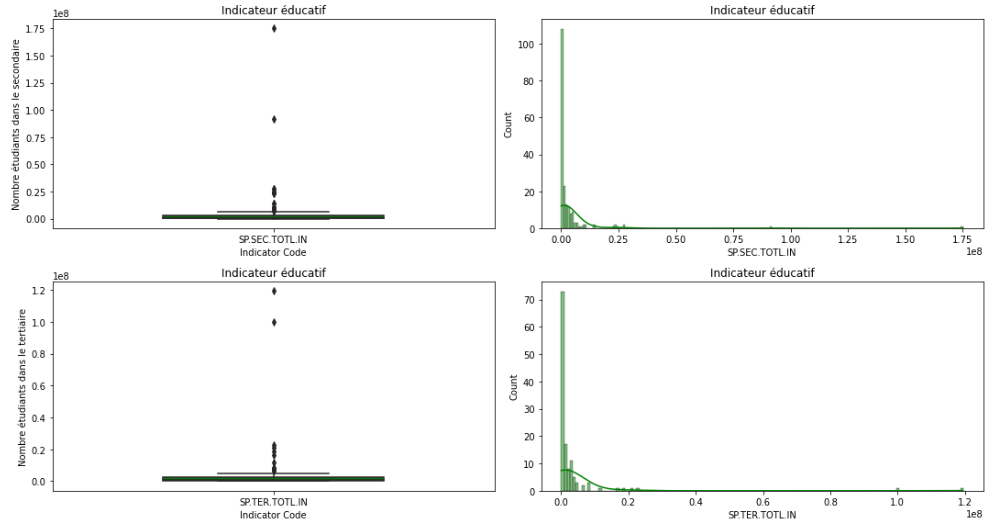 Indicateur éducatif
1e8
Nombre étudiants dans le secondaire
1.75
1.50
1.25
1.00
0.75
0.50
0.25
0.00
SP.SEC.TOTL.IN
Indicator Code
Indicateur éducatif
Count
100
80
60
40
20
0
0.00 0.25 0.50 0.75 1.00 1.25 1.50 1.75
SP.SEC.TOTL.IN
1e8
Indicateur éducatif
1e8
Nombre étudiants dans le tertiaire
1.2
1.0
0.8
0.6
0.4
0.2
0.0
SP.TER.TOTL.IN
Indicator Code
Indicateur éducatif
Count
70
60
50
40
30
20
10
0
0.0 0.2 0.4 0.6 0.8 1.0 1.2
SP.TER.TOTL.IN
1e8